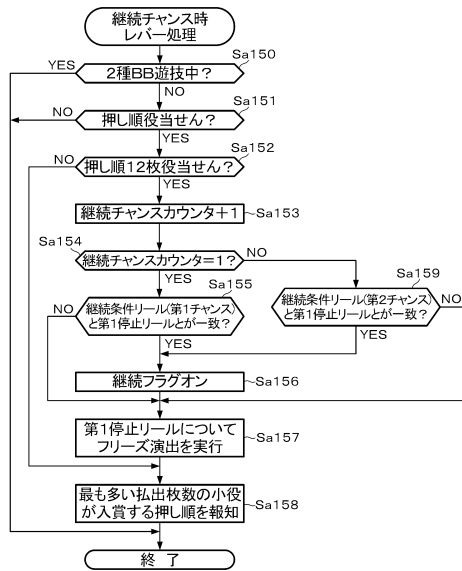 継続チャンス時
レバー処理
Sa150
YES
2種BB遊技中?
NO
Sa151
NO
押し順役当せん?
YES
Sa152
NO
押し順12枚役当せん?
YES
継続チャンスカウンタ+1
Sa153
Sa154
継続チャンスカウンタ=1?
NO
YES
Sa155
Sa159
NO
継続条件リール(第1チャンス)
と第1停止リールとが一致?
YES
継続条件リール(第2チャンス)
と第1停止リールとが一致?
NO
YES
継続フラグオン
Sa156
第1停止リールについて
フリーズ演出を実行
Sa157
最も多い払出枚数の小役
が入賞する押し順を報知
Sa158
終了